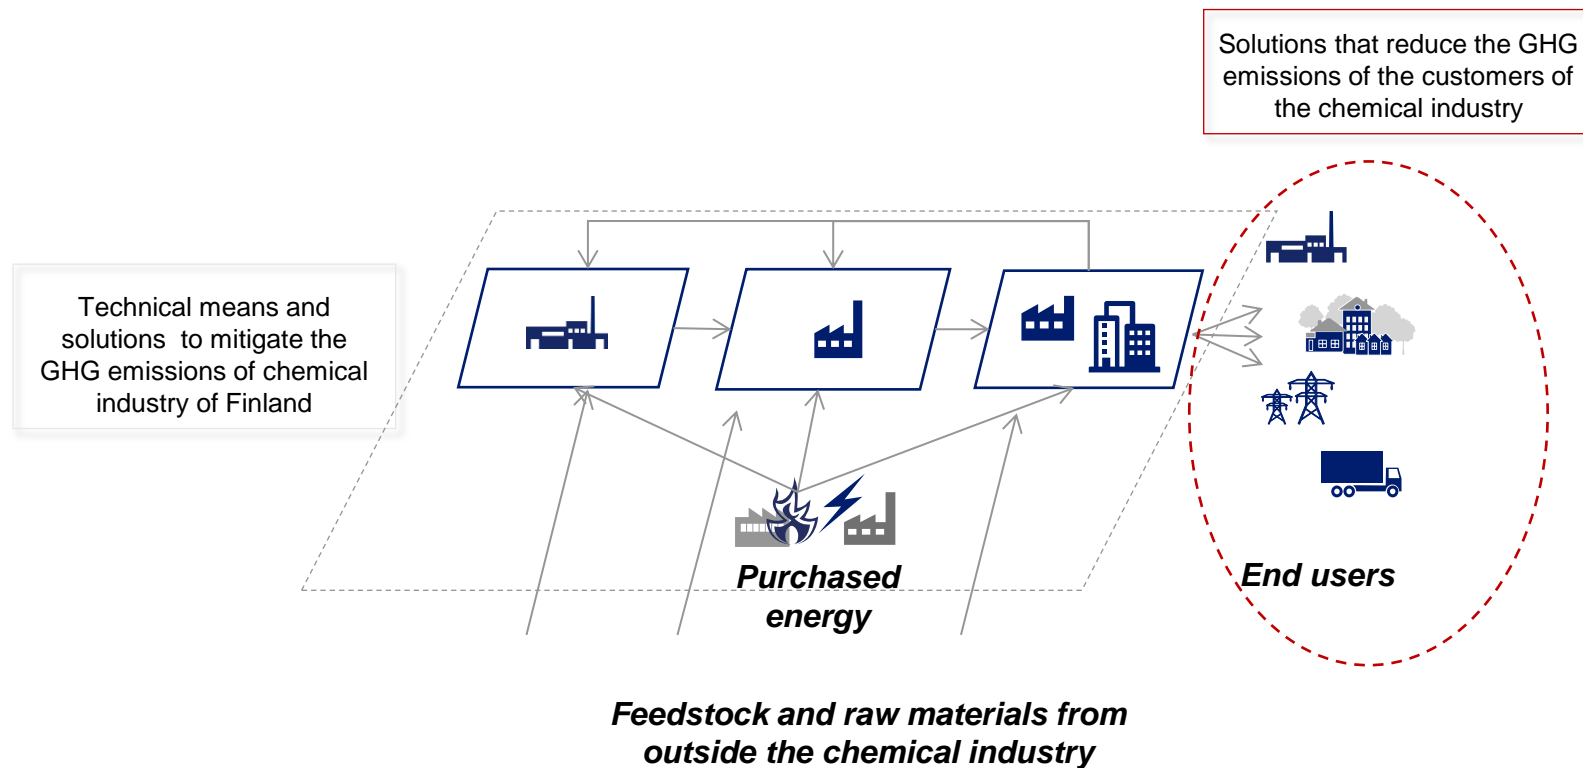 Solutions that reduce the GHG
emissions of the customers of
the chemical industry
Technical means and
solutions to mitigate the
GHG emissions of chemical
industry of Finland
Purchased
energy
End users
Feedstock and raw materials from
outside the chemical industry